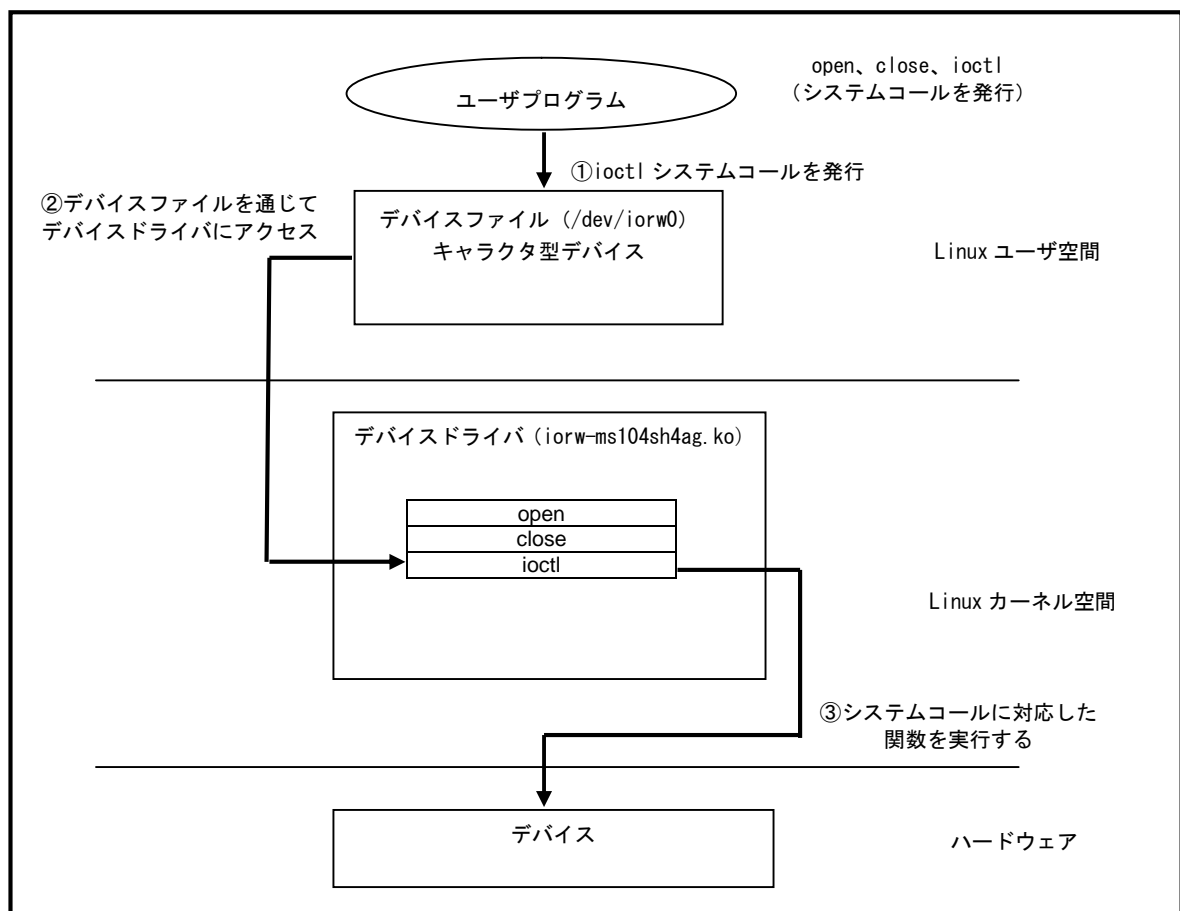 open、close、ioctl
（システムコールを発行）
ユーザプログラム
①ioctl システムコールを発行
②デバイスファイルを通じて
デバイスドライバにアクセス
デバイスファイル（/dev/iorw0）
キャラクタ型デバイス
Linux ユーザ空間
デバイスドライバ（iorw-ms104sh4ag.ko）
open
close
ioctl
Linux カーネル空間
③システムコールに対応した
関数を実行する
デバイス
ハードウェア